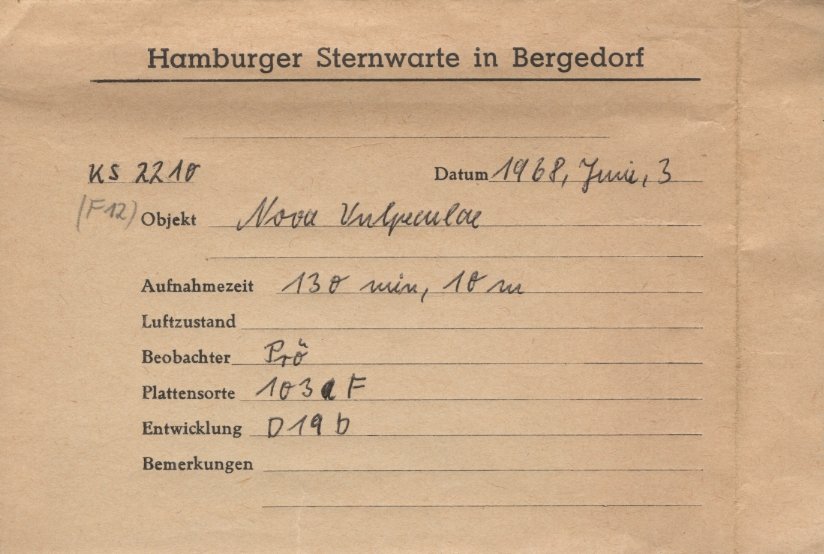 Hamburger Sternwarte in Bergedorf
KS 2210 Datum 1968, Juni, 3
(F12) Objekt Nova Vulpeculae
Aufnahmezeit 130 min, 10 m
Luftzustand
Beobachter Prö
Plattensorte 103 a F
Entwicklung D19 b
Bemerkungen